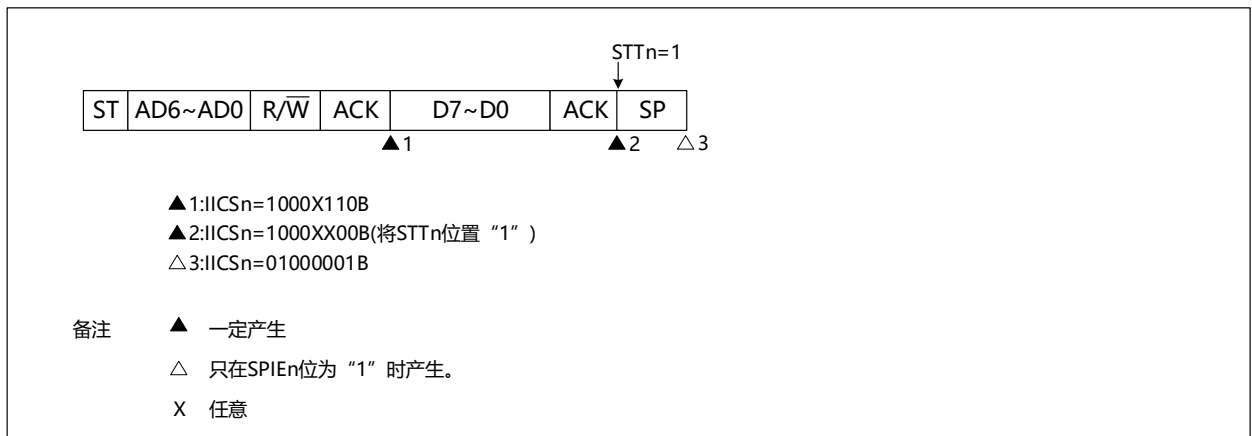 STTn=1
ST AD6~AD0 R/W̅ ACK D7~D0 ACK SP
▲1 ▲2 △3
▲1:IICSn=1000X110B
▲2:IICSn=1000XX00B(将STTn位置“1”)
△3:IICSn=01000001B
备注 ▲ 一定产生
△ 只在SPIEn位为“1”时产生。
X 任意